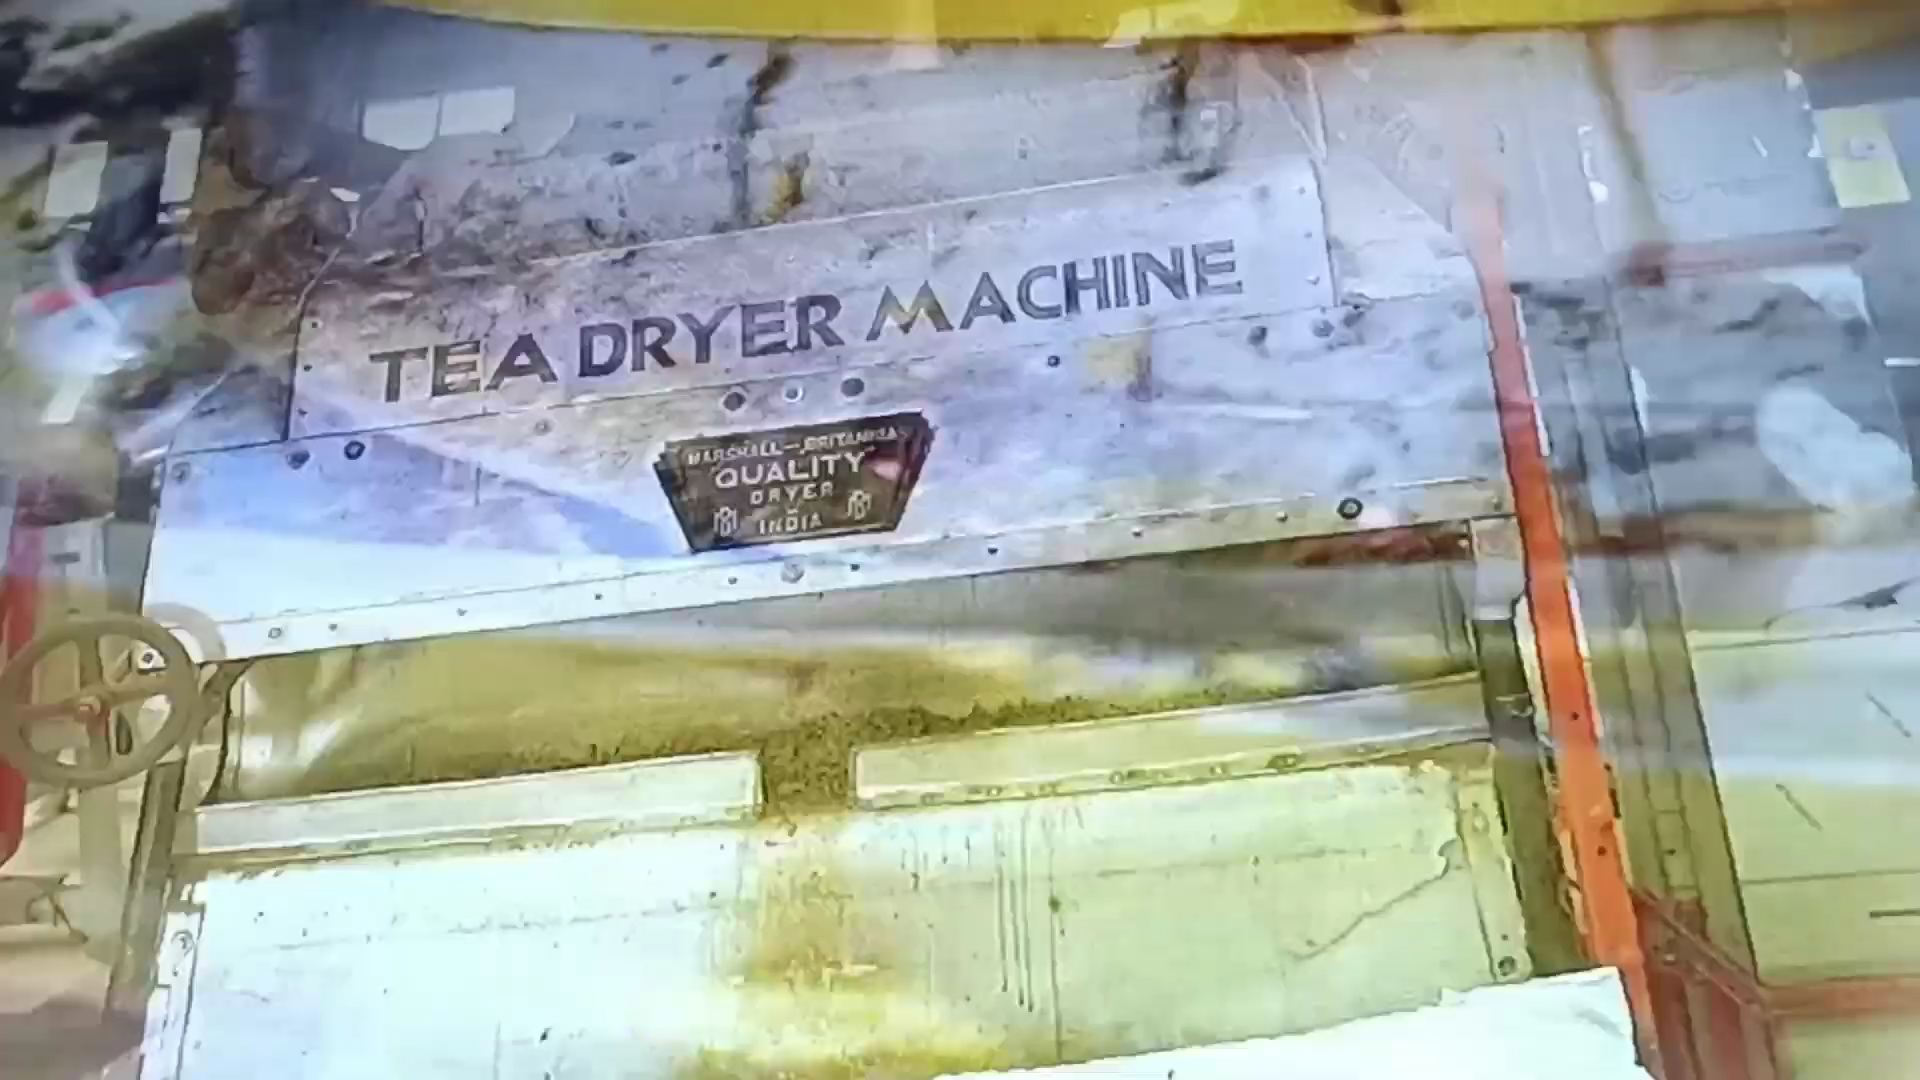 TEA DRYER MACHINE
MARSHALL—BRITANNIA
QUALITY
DRYER
INDIA